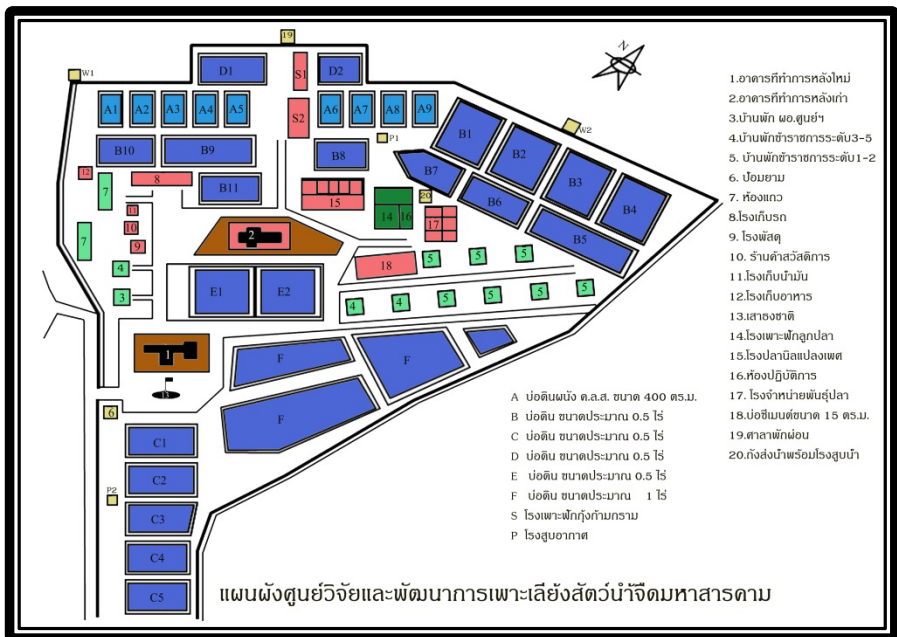 19
W1
D1
S1
D2
N
A1
A2
A3
A4
A5
S2
A6
A7
A8
A9
W2
P1
B1
B2
B3
B4
B10
B9
B8
B7
12
7
8
B11
15
14
16
20
B6
17
B5
11
10
9
7
2
18
5
5
5
4
3
E1
E2
4
4
5
5
5
5
1
F
F
F
13
6
C1
C2
P2
C3
C4
C5
1.อาคารที่ทำการหลังใหม่
2.อาคารที่ทำการหลังเก่า
3.บ้านพัก ผอ.ศูนย์ฯ
4.บ้านพักข้าราชการระดับ3-5
5. บ้านพักข้าราชการระดับ1-2
6. ป้อมยาม
7. ห้องแถว
8.โรงเก็บรถ
9. โรงพัสดุ
10. ร้านค้าสวัสดิการ
11.โรงเก็บน้ำมัน
12.โรงเก็บอาหาร
13.เสาธงชาติ
14.โรงเพาะฟักลูกปลา
15.โรงปลานิลแปลงเพศ
16.ห้องปฏิบัติการ
17. โรงจำหน่ายพันธุ์ปลา
18.บ่อซีเมนต์ขนาด 15 ตร.ม.
19.ศาลาพักผ่อน
20.ถังส่งน้ำพร้อมโรงสูบน้ำ
A บ่อดินผนัง ค.ส.ล. ขนาด 400 ตร.ม.
B บ่อดิน ขนาดประมาณ 0.5 ไร่
C บ่อดิน ขนาดประมาณ 0.5 ไร่
D บ่อดิน ขนาดประมาณ 0.5 ไร่
E บ่อดิน ขนาดประมาณ 0.5 ไร่
F บ่อดิน ขนาดประมาณ 1 ไร่
S โรงเพาะฟักกุ้งก้ามกราม
P โรงสูบอากาศ
แผนผังศูนย์วิจัยและพัฒนาการเพาะเลี้ยงสัตว์น้ำจืดมหาสารคาม